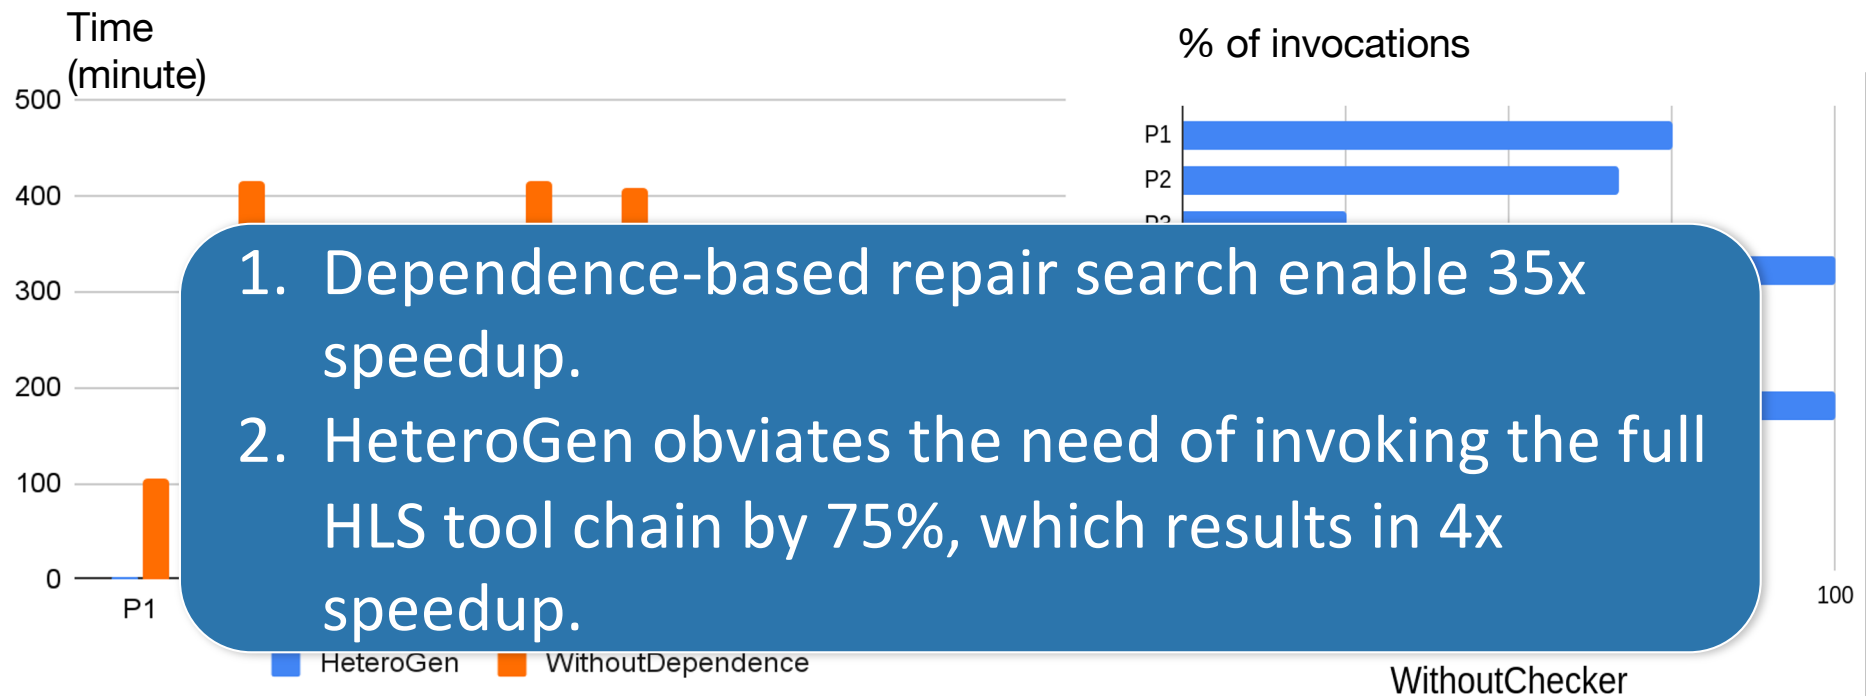 Time
(minute)
500
400
300
200
100
0
P1
HeteroGen
WithoutDependence
% of invocations
P1
P2
P3
100
WithoutChecker
1. Dependence-based repair search enable 35x
speedup.
2. HeteroGen obviates the need of invoking the full
HLS tool chain by 75%, which results in 4x
speedup.